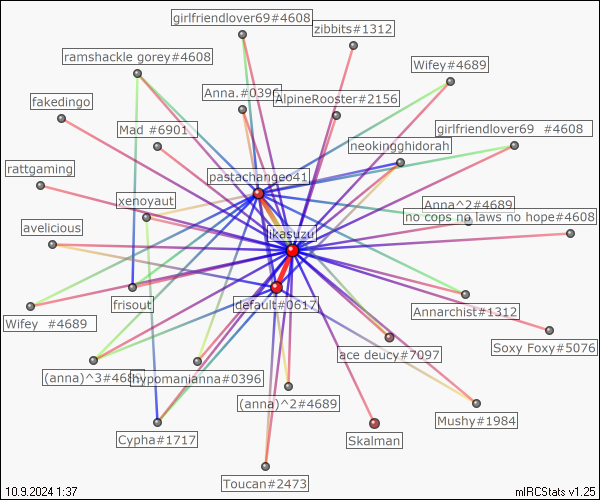 girlfriendlover69#4608
zibbits#1312
ramshackle gorey#4608
Wifey#4689
fakedingo
Anna.#0396
AlpineRooster#2156
Mad #6901
girlfriendlover69 #4608
neokingghidorah
rattgaming
pastachangeo41
xenoyaut
Anna^2#4689
no cops no laws no hope#4608
avelicious
ikasuzu
frisout
default#0617
Annarchist#1312
Wifey #4689
Soxy Foxy#5076
ace deucy#7097
(anna)^3#468
hypomanianna#0396
(anna)^2#4689
Mushy#1984
Cypha#1717
Skalman
Toucan#2473
10.9.2024 1:37
mIRCStats v1.25